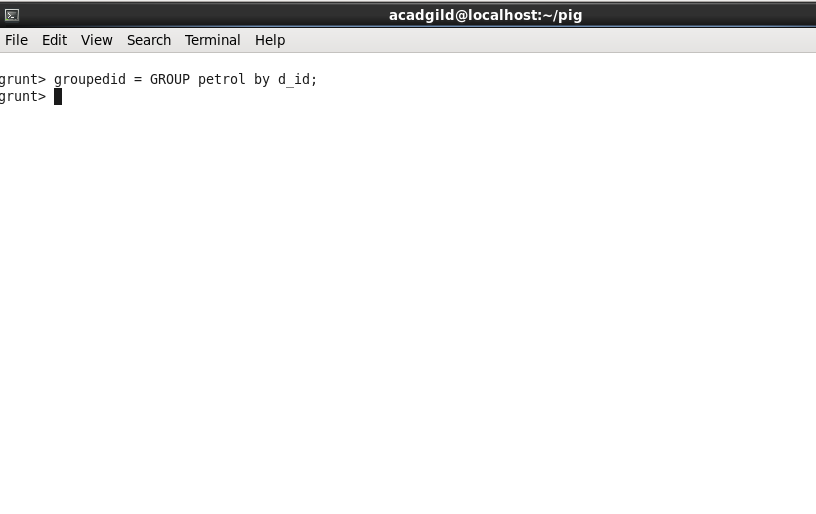 acadgild@localhost:~/pig
File Edit View Search Terminal Help
grunt> groupedid = GROUP petrol by d_id;
grunt>